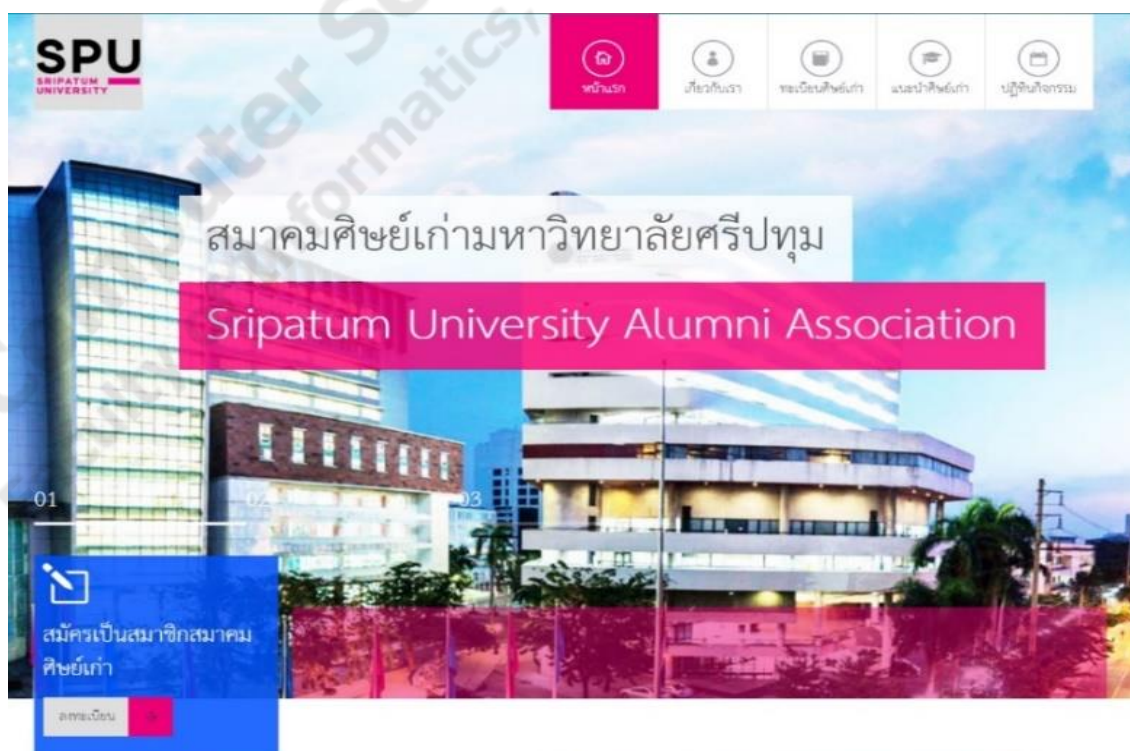 SPU
SRIPATUM
UNIVERSITY
หน้าแรก
เกี่ยวกับเรา
ทะเบียนศิษย์เก่า
แนะนำศิษย์เก่า
ปฏิทินกิจกรรม
สมาคมศิษย์เก่ามหาวิทยาลัยศรีปทุม
Sripatum University Alumni Association
01
02
03
สมัครเป็นสมาชิกสมาคม
ศิษย์เก่า
ลงทะเบียน